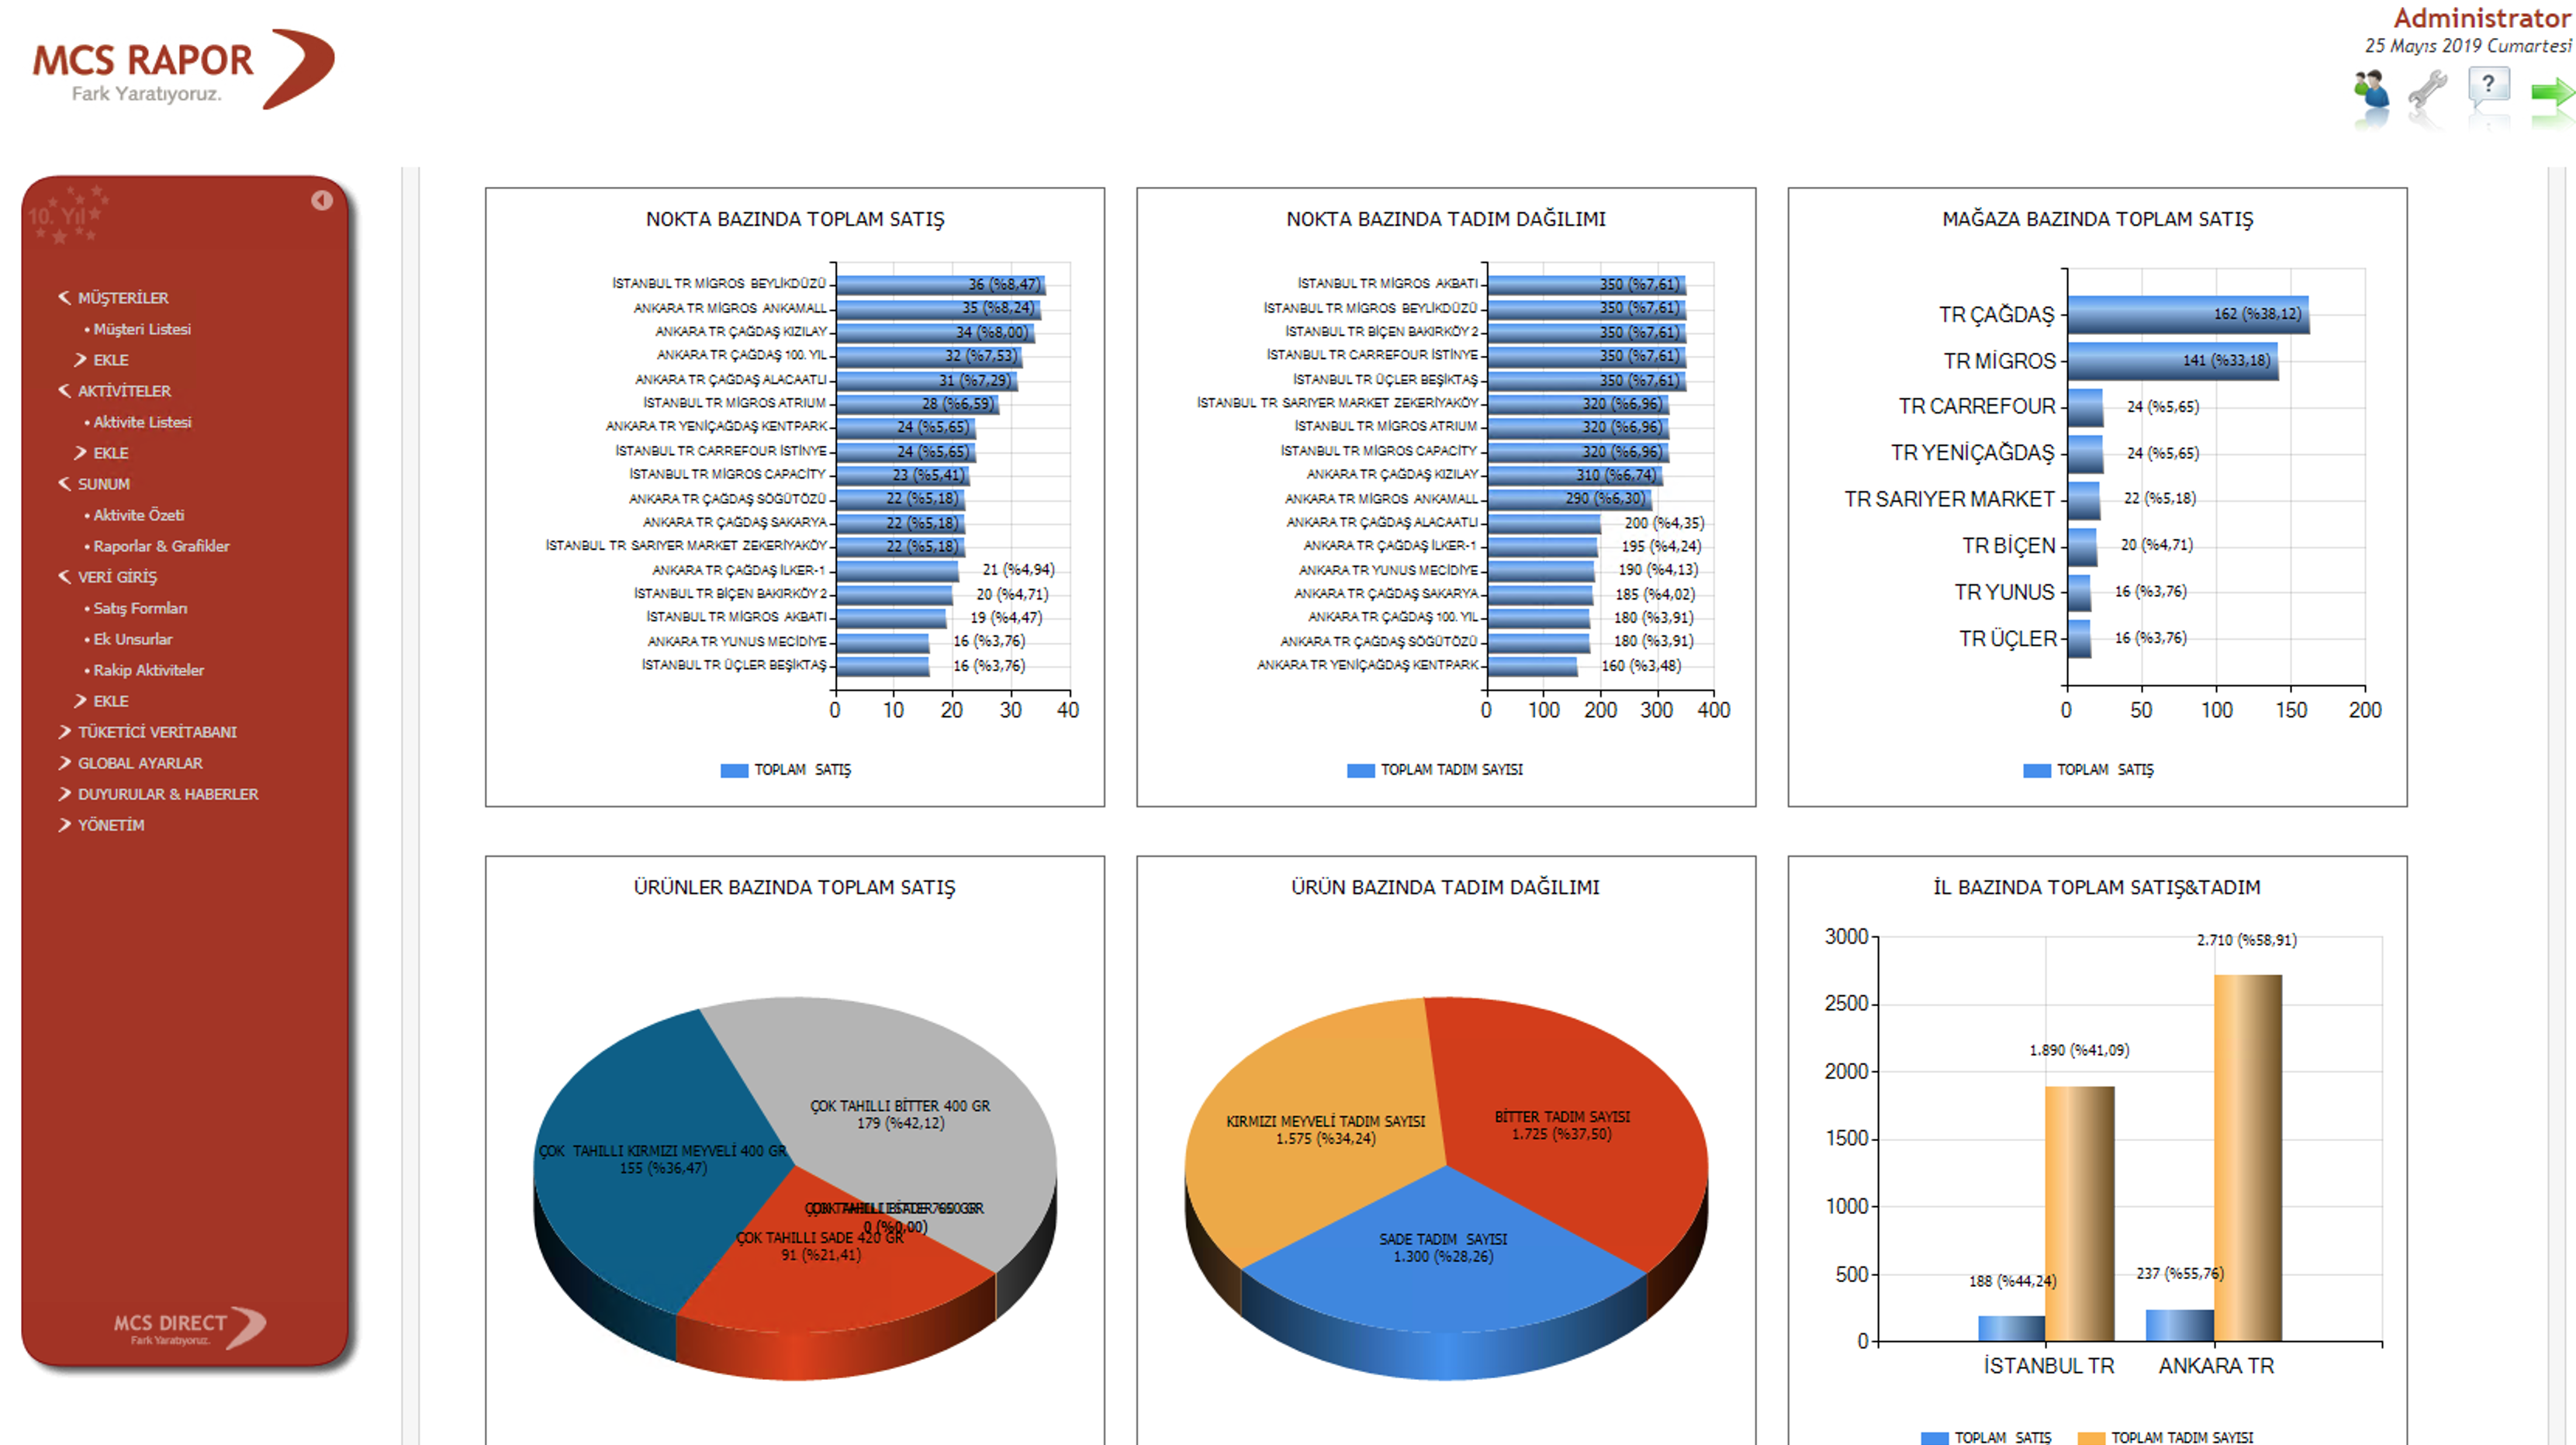 MCS RAPOR
Fark Yaratıyoruz.
Administrator
25 Mayıs 2019 Cumartesi
10. Yıl
MÜŞTERİLER
• Müşteri Listesi
EKLE
AKTİVİTELER
• Aktivite Listesi
EKLE
SUNUM
• Aktivite Özeti
• Raporlar & Grafikler
VERİ GİRİŞ
• Satış Formları
• Ek Unsurlar
• Rakip Aktiviteler
EKLE
TÜKETİCİ VERİTABANI
GLOBAL AYARLAR
DUYURULAR & HABERLER
YÖNETİM
MCS DIRECT
Fark Yaratıyoruz.
NOKTA BAZINDA TOPLAM SATIŞ
İSTANBUL TR MİGROS BEYLİKDÜZÜ 36 (%8,47)
ANKARA TR MİGROS ANKAMALL 35 (%8,24)
ANKARA TR ÇAĞDAŞ KIZILAY 34 (%8,00)
ANKARA TR ÇAĞDAŞ 100. YIL 32 (%7,53)
ANKARA TR ÇAĞDAŞ ALACAATLI 31 (%7,29)
İSTANBUL TR MİGROS ATRIUM 28 (%6,59)
ANKARA TR YENİÇAĞDAŞ KENTPARK 24 (%5,65)
İSTANBUL TR CARREFOUR İSTİNYE 24 (%5,65)
İSTANBUL TR MİGROS CAPACİTY 23 (%5,41)
ANKARA TR ÇAĞDAŞ SÖĞÜTÖZÜ 22 (%5,18)
ANKARA TR ÇAĞDAŞ SAKARYA 22 (%5,18)
İSTANBUL TR SARIYER MARKET ZEKERİYAKÖY 22 (%5,18)
ANKARA TR ÇAĞDAŞ İLKER-1 21 (%4,94)
İSTANBUL TR BİÇEN BAKIRKÖY 2 20 (%4,71)
İSTANBUL TR MİGROS AKBATI 19 (%4,47)
ANKARA TR YUNUS MECİDİYE 16 (%3,76)
İSTANBUL TR ÜÇLER BEŞİKTAŞ 16 (%3,76)
0 10 20 30 40
TOPLAM SATIŞ
NOKTA BAZINDA TADIM DAĞILIMI
İSTANBUL TR MİGROS AKBATI 350 (%7,61)
İSTANBUL TR MİGROS BEYLİKDÜZÜ 350 (%7,61)
İSTANBUL TR BİÇEN BAKIRKÖY 2 350 (%7,61)
İSTANBUL TR CARREFOUR İSTİNYE 350 (%7,61)
İSTANBUL TR ÜÇLER BEŞİKTAŞ 350 (%7,61)
İSTANBUL TR SARIYER MARKET ZEKERİYAKÖY 320 (%6,96)
İSTANBUL TR MİGROS ATRIUM 320 (%6,96)
İSTANBUL TR MİGROS CAPACİTY 320 (%6,96)
ANKARA TR ÇAĞDAŞ KIZILAY 310 (%6,74)
ANKARA TR MİGROS ANKAMALL 290 (%6,30)
ANKARA TR ÇAĞDAŞ ALACAATLI 200 (%4,35)
ANKARA TR ÇAĞDAŞ İLKER-1 195 (%4,24)
ANKARA TR YUNUS MECİDİYE 190 (%4,13)
ANKARA TR ÇAĞDAŞ SAKARYA 185 (%4,02)
ANKARA TR ÇAĞDAŞ 100. YIL 180 (%3,91)
ANKARA TR ÇAĞDAŞ SÖĞÜTÖZÜ 180 (%3,91)
ANKARA TR YENİÇAĞDAŞ KENTPARK 160 (%3,48)
0 100 200 300 400
TOPLAM TADIM SAYISI
MAĞAZA BAZINDA TOPLAM SATIŞ
TR ÇAĞDAŞ 162 (%38,12)
TR MİGROS 141 (%33,18)
TR CARREFOUR 24 (%5,65)
TR YENİÇAĞDAŞ 24 (%5,65)
TR SARIYER MARKET 22 (%5,18)
TR BİÇEN 20 (%4,71)
TR YUNUS 16 (%3,76)
TR ÜÇLER 16 (%3,76)
0 50 100 150 200
TOPLAM SATIŞ
ÜRÜNLER BAZINDA TOPLAM SATIŞ
ÇOK TAHILLI BİTTER 400 GR
179 (%42,12)
ÇOK TAHILLI KIRMIZI MEYVELİ 400 GR
155 (%36,47)
0 (%0,00)
ÇOK TAHILLI SADE 420 GR
91 (%21,41)
ÜRÜN BAZINDA TADIM DAĞILIMI
BİTTER TADIM SAYISI
1.725 (%37,50)
KIRMIZI MEYVELİ TADIM SAYISI
1.575 (%34,24)
SADE TADIM SAYISI
1.300 (%28,26)
İL BAZINDA TOPLAM SATIŞ&TADIM
3000
2500
2000
1500
1000
500
0
2.710 (%58,91)
1.890 (%41,09)
188 (%44,24)
237 (%55,76)
İSTANBUL TR ANKARA TR
TOPLAM SATIŞ TOPLAM TADIM SAYISI